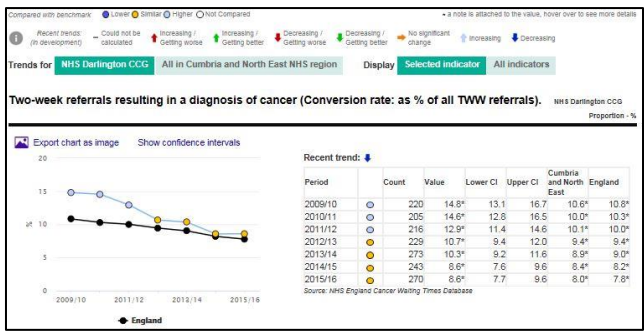 Compared with benchmark Lower Similar Higher Not Compared * a note is attached to the value, hover over to see more details
Recent trends: (in development) – Could not be calculated Increasing / Getting worse Increasing / Getting better Decreasing / Getting worse Decreasing / Getting better No significant change Increasing Decreasing
Trends for NHS Darlington CCG All in Cumbria and North East NHS region Display Selected indicator All indicators
Two-week referrals resulting in a diagnosis of cancer (Conversion rate: as % of all TWW referrals). NHS Darlington CCG
Proportion - %
Export chart as image Show confidence intervals
Recent trend:
20
15
10
5
0
%
2009/10 2011/12 2013/14 2015/16
England
Period Count Value Lower CI Upper CI Cumbria and North East England
2009/10 220 14.8* 13.1 16.7 10.6* 10.8*
2010/11 205 14.6* 12.8 16.5 10.0* 10.3*
2011/12 216 12.9* 11.4 14.6 10.1* 10.0*
2012/13 229 10.7* 9.4 12.0 9.4* 9.4*
2013/14 273 10.3* 9.2 11.6 8.9* 9.0*
2014/15 243 8.6* 7.6 9.6 8.4* 8.2*
2015/16 270 8.6* 7.7 9.6 8.0* 7.8*
Source: NHS England Cancer Waiting Times Database